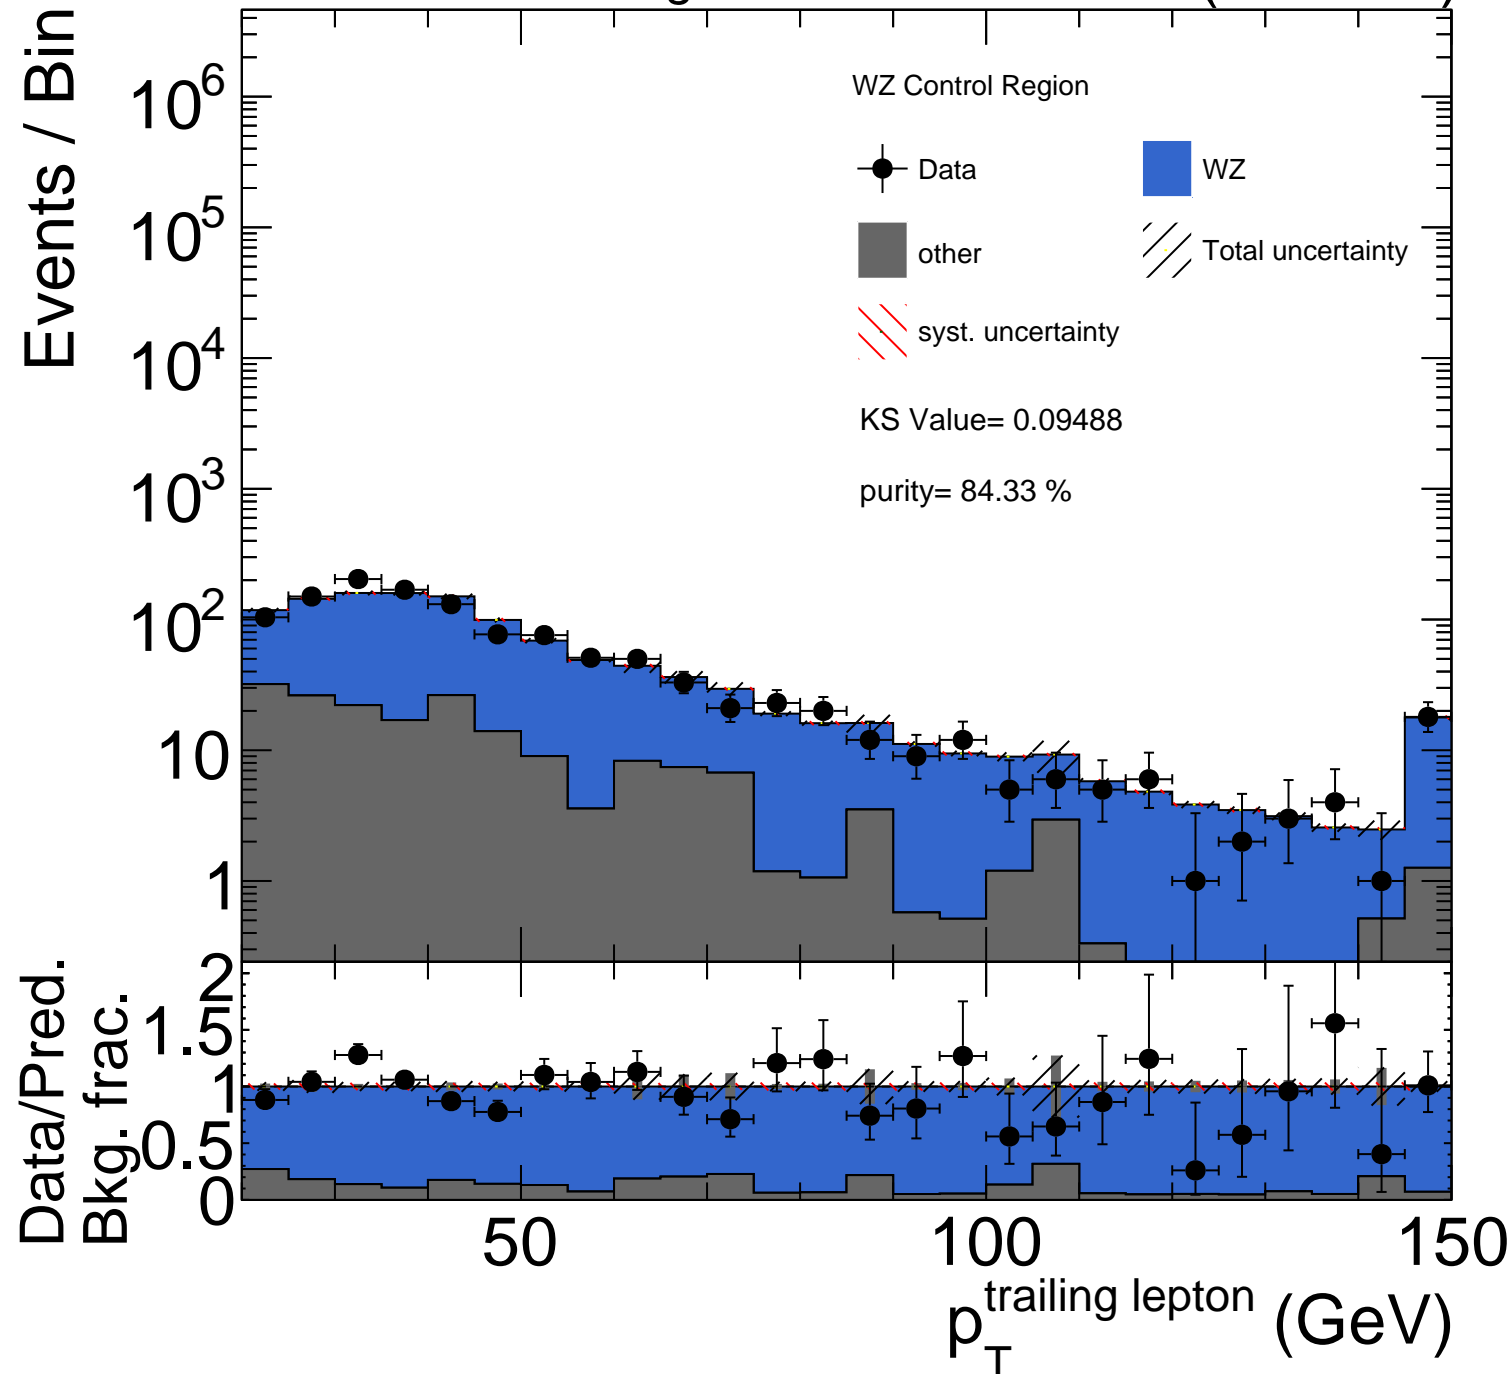 Events / Bin
10^6
10^5
10^4
10^3
10^2
10
1
WZ Control Region
Data
WZ
other
Total uncertainty
syst. uncertainty
KS Value= 0.09488
purity= 84.33 %
Data/Pred.
Bkg. frac.
2
1.5
1
0.5
0
50
100
150
p_T^trailing lepton (GeV)